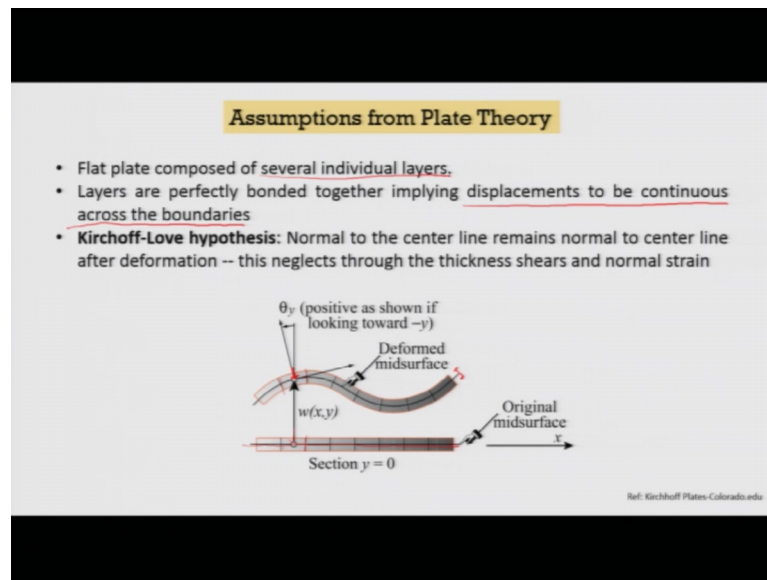 Assumptions from Plate Theory
• Flat plate composed of several individual layers.
• Layers are perfectly bonded together implying displacements to be continuous
across the boundaries
• Kirchoff-Love hypothesis: Normal to the center line remains normal to center line
after deformation -- this neglects through the thickness shears and normal strain
θy (positive as shown if
looking toward −y)
Deformed
midsurface
w(x,y)
Original
midsurface
x
Section y = 0
Ref: Kirchhoff Plates-Colorado.edu